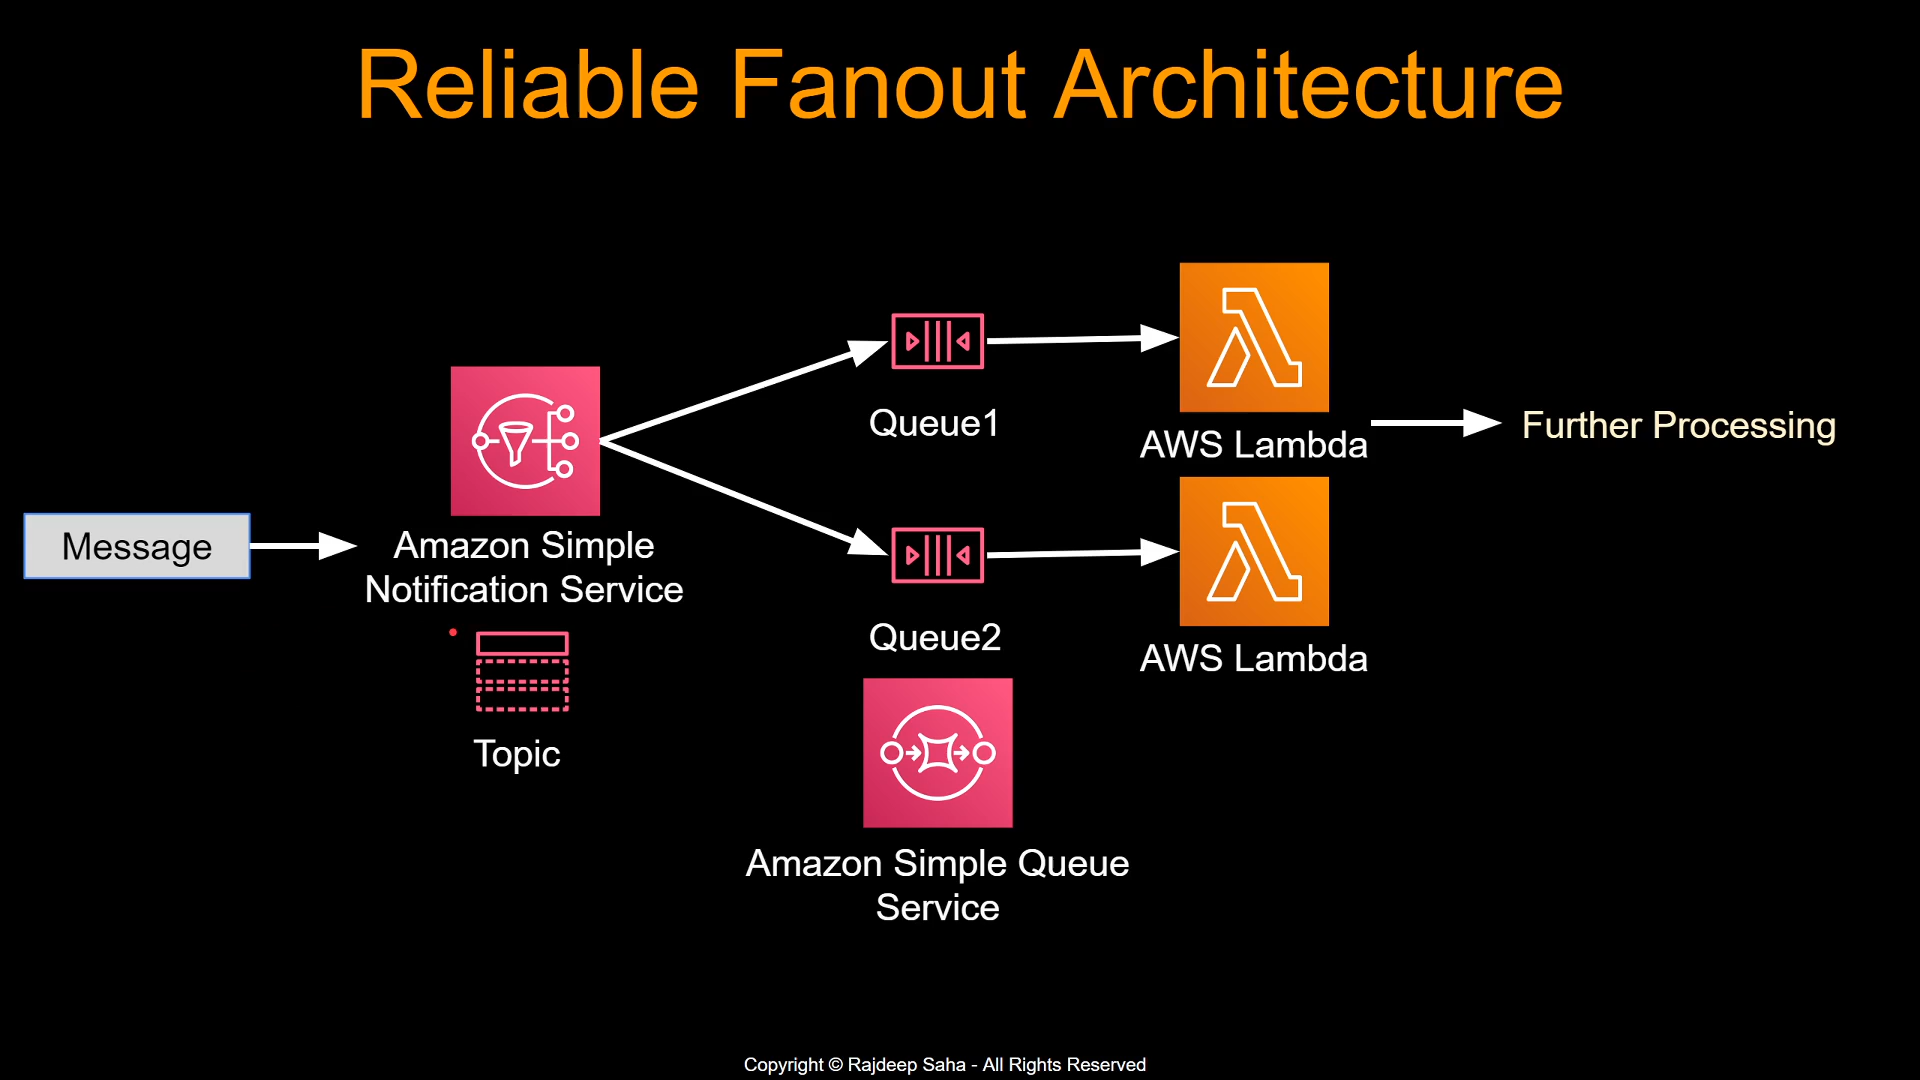 Reliable Fanout Architecture
Message
Amazon Simple
Notification Service
Topic
Queue1
Queue2
Amazon Simple Queue
Service
AWS Lambda
AWS Lambda
Further Processing
Copyright © Rajdeep Saha - All Rights Reserved